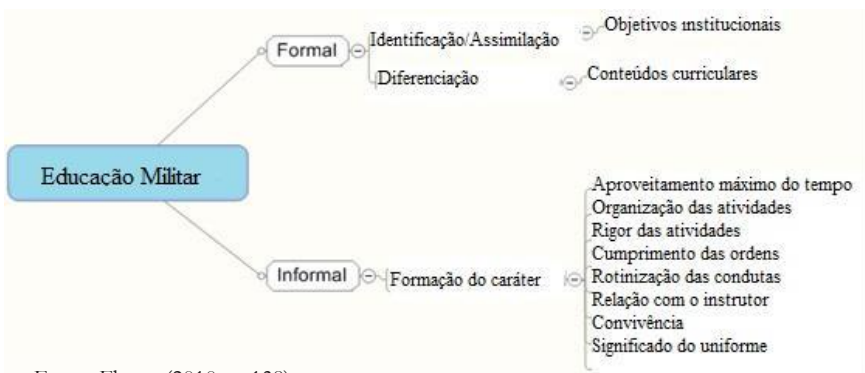 Formal
Identificação/Assimilação
Objetivos institucionais
Diferenciação
Conteúdos curriculares
Educação Militar
Informal
Formação do caráter
Aproveitamento máximo do tempo
Organização das atividades
Rigor das atividades
Cumprimento das ordens
Rotinização das condutas
Relação com o instrutor
Convivência
Significado do uniforme